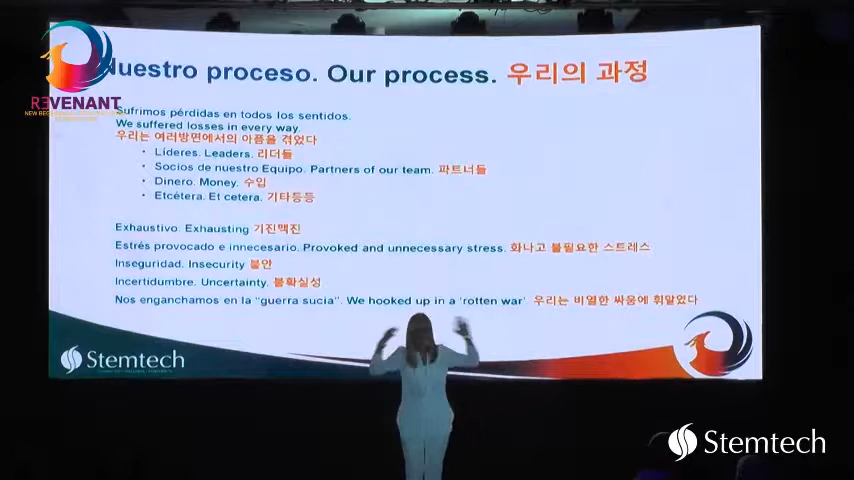 Nuestro proceso. Our process. 우리의 과정
REVENANT
Sufrimos pérdidas en todos los sentidos.
We suffered losses in every way.
우리는 여러방면에서의 아픔을 겪었다
• Líderes. Leaders. 리더들
• Socios de nuestro Equipo. Partners of our team. 파트너들
• Dinero. Money. 수입
• Etcétera. Et cetera. 기타등등
Exhaustivo. Exhausting 기진맥진
Estrés provocado e innecesario. Provoked and unnecessary stress. 화나고 불필요한 스트레스
Inseguridad. Insecurity 불안
Incertidumbre. Uncertainty. 불확실성
Nos enganchamos en la "guerra sucia". We hooked up in a 'rotten war' 우리는 비열한 싸움에 휘말렸다
Stemtech
Stemtech